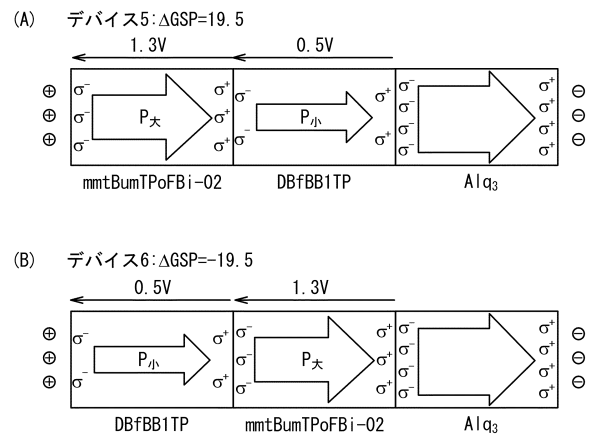 (A) デバイス5:ΔGSP=19.5
1.3V 0.5V
⊕ σ⁻ σ⁺ σ⁻ σ⁺ σ⁻ σ⁺ ⊖
⊕ σ⁻ P大 σ⁺ P小 σ⁻ σ⁺ ⊖
⊕ σ⁻ σ⁺ σ⁻ σ⁺ σ⁻ σ⁺ ⊖
σ⁻ σ⁺
mmtBumTPoFBi-02 DBfBB1TP Alq₃
(B) デバイス6:ΔGSP=-19.5
0.5V 1.3V
⊕ σ⁻ σ⁺ σ⁻ σ⁺ σ⁻ σ⁺ ⊖
⊕ P小 σ⁻ P大 σ⁺ σ⁻ σ⁺ ⊖
⊕ σ⁻ σ⁺ σ⁻ σ⁺ σ⁻ σ⁺ ⊖
σ⁻ σ⁺
DBfBB1TP mmtBumTPoFBi-02 Alq₃